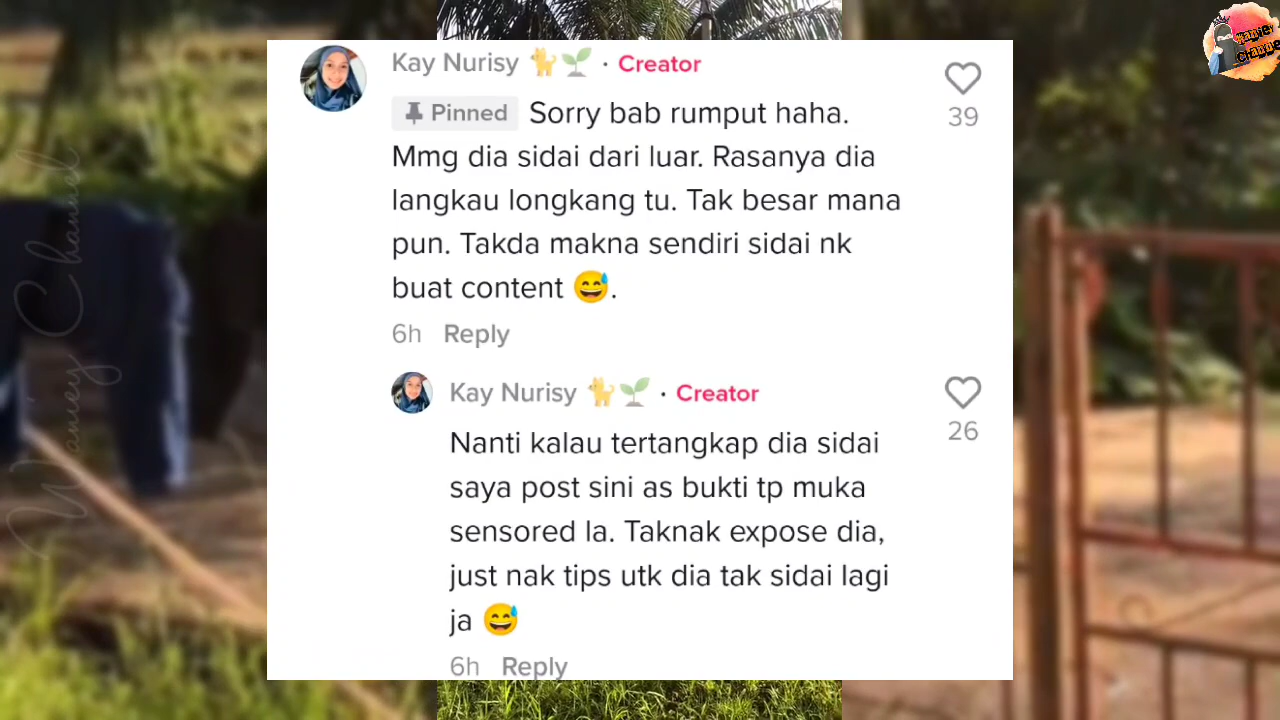 Kay Nurisy 🐈🌱 · Creator
39
📌 Pinned Sorry bab rumput haha.
Mmg dia sidai dari luar. Rasanya dia
langkau longkang tu. Tak besar mana
pun. Takda makna sendiri sidai nk
buat content 😅.
6h Reply
Kay Nurisy 🐈🌱 · Creator
26
Nanti kalau tertangkap dia sidai
saya post sini as bukti tp muka
sensored la. Taknak expose dia,
just nak tips utk dia tak sidai lagi
ja 😅
6h Reply
Waniey Channel